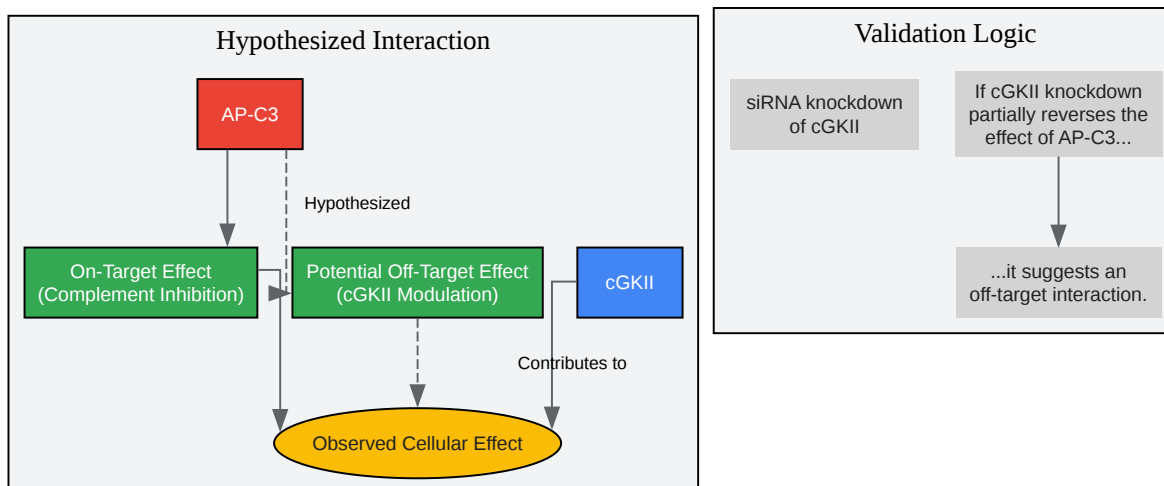 Hypothesized Interaction
AP-C3
Hypothesized
On-Target Effect
(Complement Inhibition)
Potential Off-Target Effect
(cGKII Modulation)
cGKII
Contributes to
Observed Cellular Effect
Validation Logic
siRNA knockdown
of cGKII
If cGKII knockdown
partially reverses the
effect of AP-C3...
...it suggests an
off-target interaction.